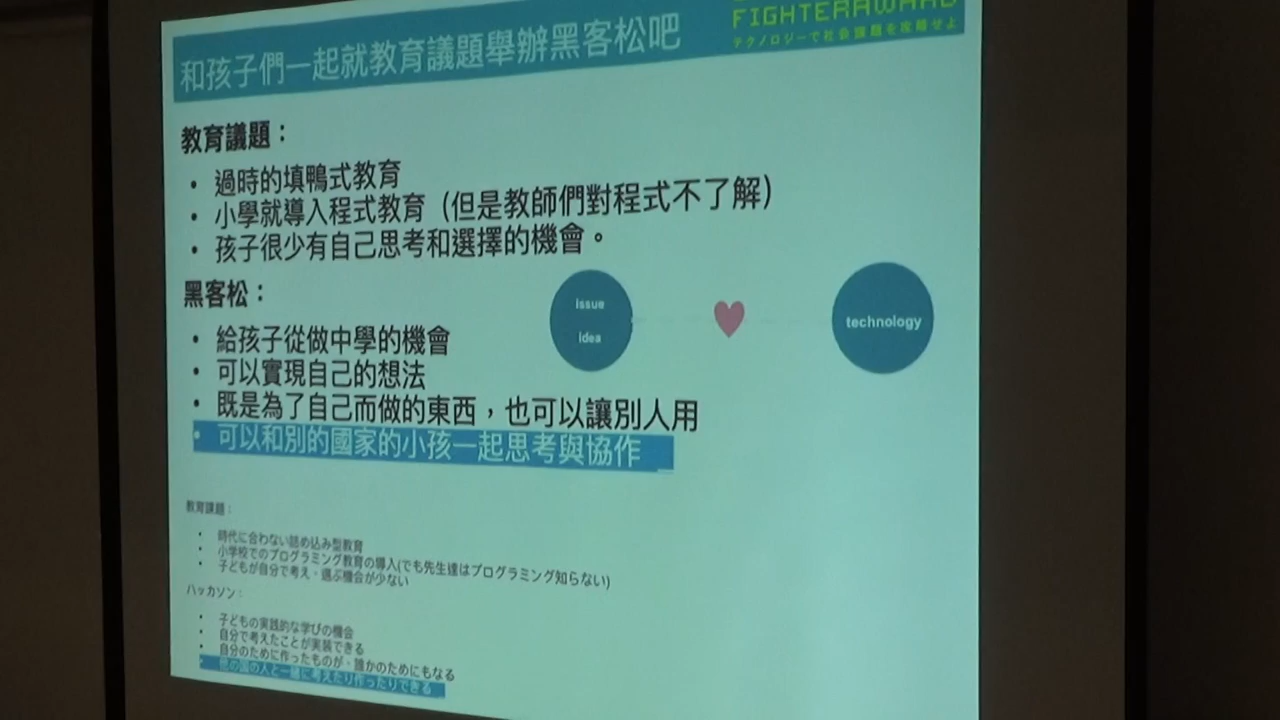 和孩子們一起就教育議題舉辦黑客松吧
FIGHTERAWARD
テクノロジーで社会課題を攻略せよ
教育議題：
• 過時的填鴨式教育
• 小學就導入程式教育（但是教師們對程式不了解）
• 孩子很少有自己思考和選擇的機會。
黑客松：
• 給孩子從做中學的機會
• 可以實現自己的想法
• 既是為了自己而做的東西，也可以讓別人用
• 可以和別的國家的小孩一起思考與協作
issue
idea
technology
教育課題：
• 時代に合わない詰め込み型教育
• 小学校でのプログラミング教育の導入(でも先生達はプログラミング知らない)
• 子どもが自分で考え・選ぶ機会が少ない
ハッカソン：
• 子どもの実践的な学びの機会
• 自分で考えたことが実装できる
• 自分のために作ったものが、誰かのためにもなる
• 他の国の人と一緒に考えたり作ったりできる